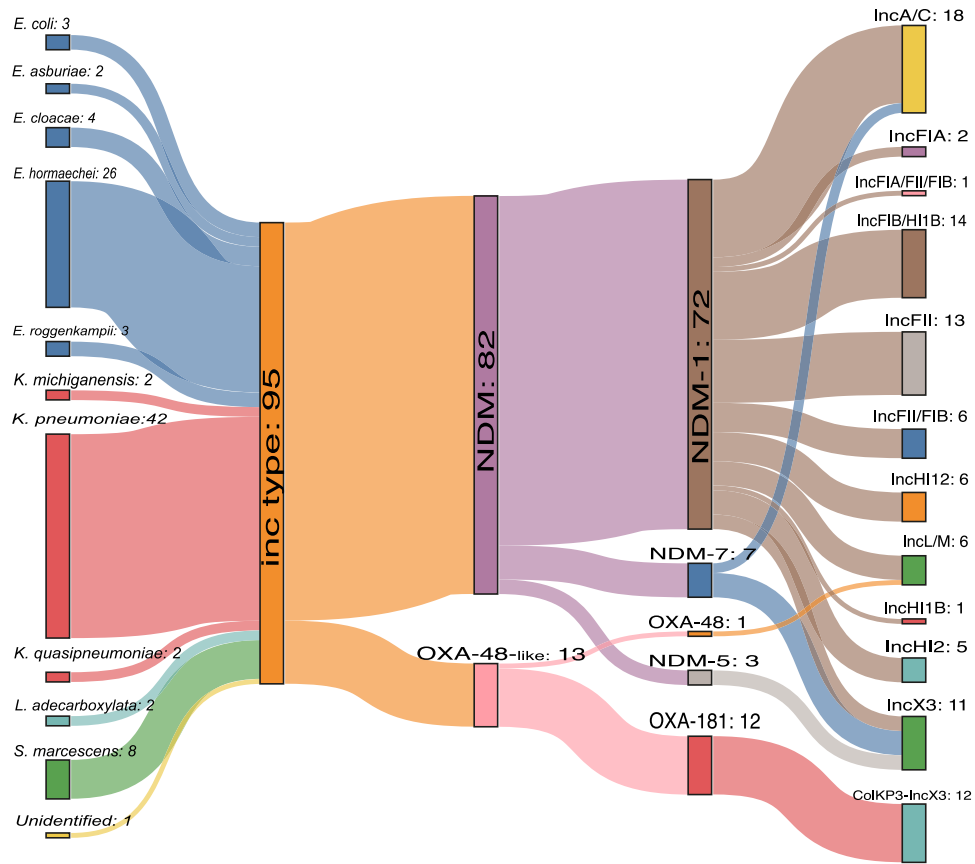 E. coli: 3
E. asburiae: 2
E. cloacae: 4
E. hormaechei: 26
E. roggenkampii: 3
K. michiganensis: 2
K. pneumoniae:42
K. quasipneumoniae: 2
L. adecarboxylata: 2
S. marcescens: 8
Unidentified: 1
inc type: 95
NDM: 82
OXA-48-like: 13
NDM-1: 72
NDM-7: 7
OXA-48: 1
NDM-5: 3
OXA-181: 12
IncA/C: 18
IncFIA: 2
IncFIA/FII/FIB: 1
IncFIB/HI1B: 14
IncFII: 13
IncFII/FIB: 6
IncHI12: 6
IncL/M: 6
IncHI1B: 1
IncHI2: 5
IncX3: 11
ColKP3-IncX3: 12